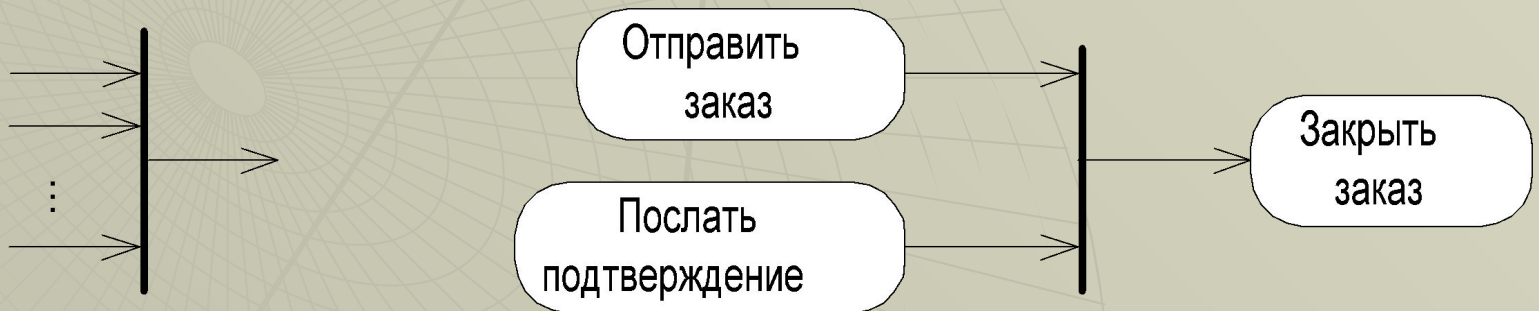 Отправить
заказ
Послать
подтверждение
Закрыть
заказ